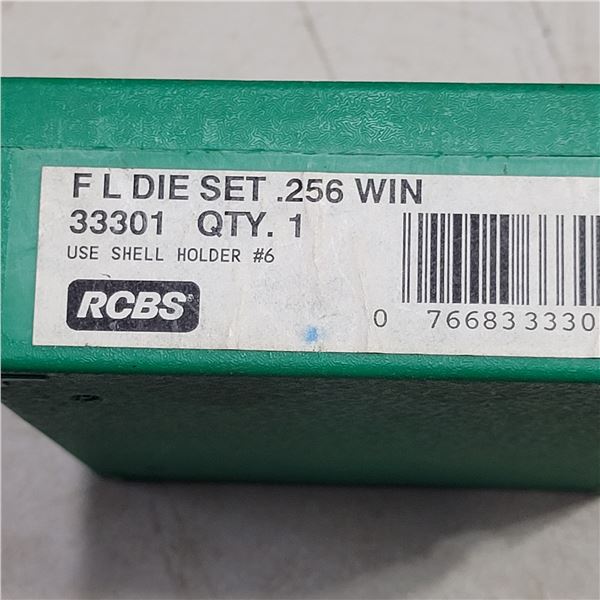 F L DIE SET .256 WIN
33301 QTY. 1
USE SHELL HOLDER #6
RCBS®
0 76683 3330